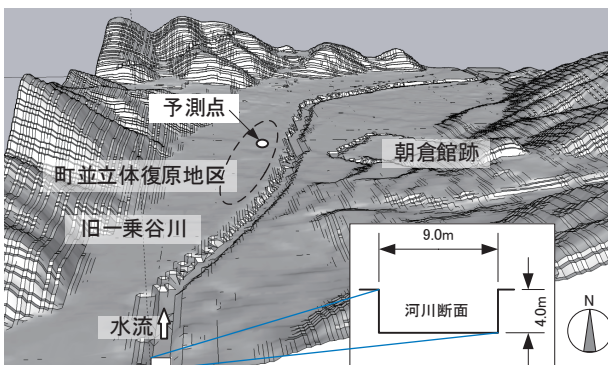 予測点
町並立体復原地区
朝倉館跡
旧一乗谷川
水流
9.0m
河川断面
4.0m
N